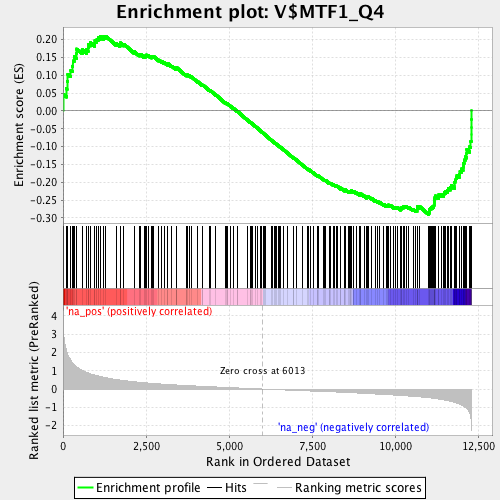 Enrichment plot: V$MTF1_Q4
Enrichment score (ES)
0.20
0.15
0.10
0.05
0.00
-0.05
-0.10
-0.15
-0.20
-0.25
-0.30
'na_pos' (positively correlated)
Ranked list metric (PreRanked)
4
3
2
1
0
-1
-2
Zero cross at 6013
'na_neg' (negatively correlated)
0
2,500
5,000
7,500
10,000
12,500
Rank in Ordered Dataset
Enrichment profile
Hits
Ranking metric scores